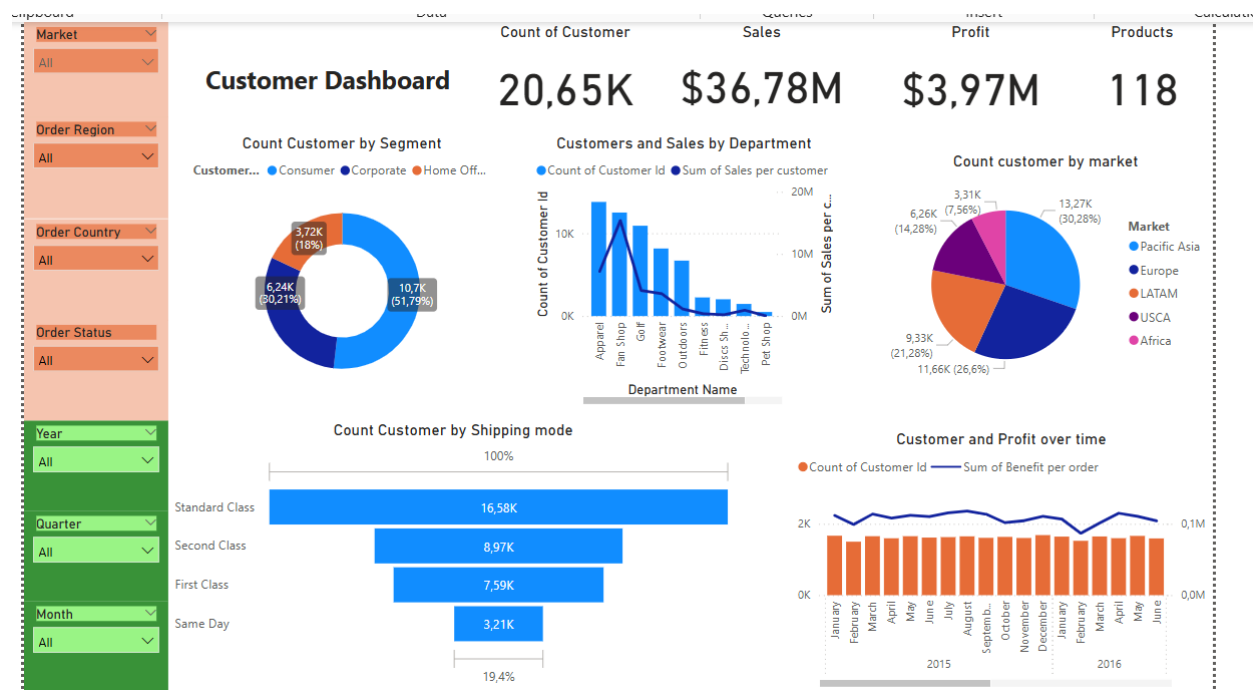 Clipboard
Data
Queries
Insert
Market
All
Order Region
All
Order Country
All
Order Status
All
Year
All
Quarter
All
Month
All
Customer Dashboard
Count of Customer
20,65K
Sales
$36,78M
Profit
$3,97M
Products
118
Count Customer by Segment
Customer... Consumer Corporate Home Off...
3,72K
(18%)
6,24K
(30,21%)
10,7K
(51,79%)
Customers and Sales by Department
Count of Customer Id Sum of Sales per customer
Count of Customer Id
10K
0K
20M
10M
0M
Sum of Sales per c...
Apparel
Fan Shop
Golf
Footwear
Outdoors
Fitness
Discs Sh...
Technolo...
Pet Shop
Department Name
Count customer by market
3,31K
(7,56%)
6,26K
(14,28%)
13,27K
(30,28%)
9,33K
(21,28%)
11,66K (26,6%)
Market
Pacific Asia
Europe
LATAM
USCA
Africa
Count Customer by Shipping mode
100%
Standard Class
16,58K
Second Class
8,97K
First Class
7,59K
Same Day
3,21K
19,4%
Customer and Profit over time
Count of Customer Id Sum of Benefit per order
2K
0K
0,1M
0,0M
January
February
March
April
May
June
July
August
Septemb...
October
November
December
January
February
March
April
May
June
2015
2016